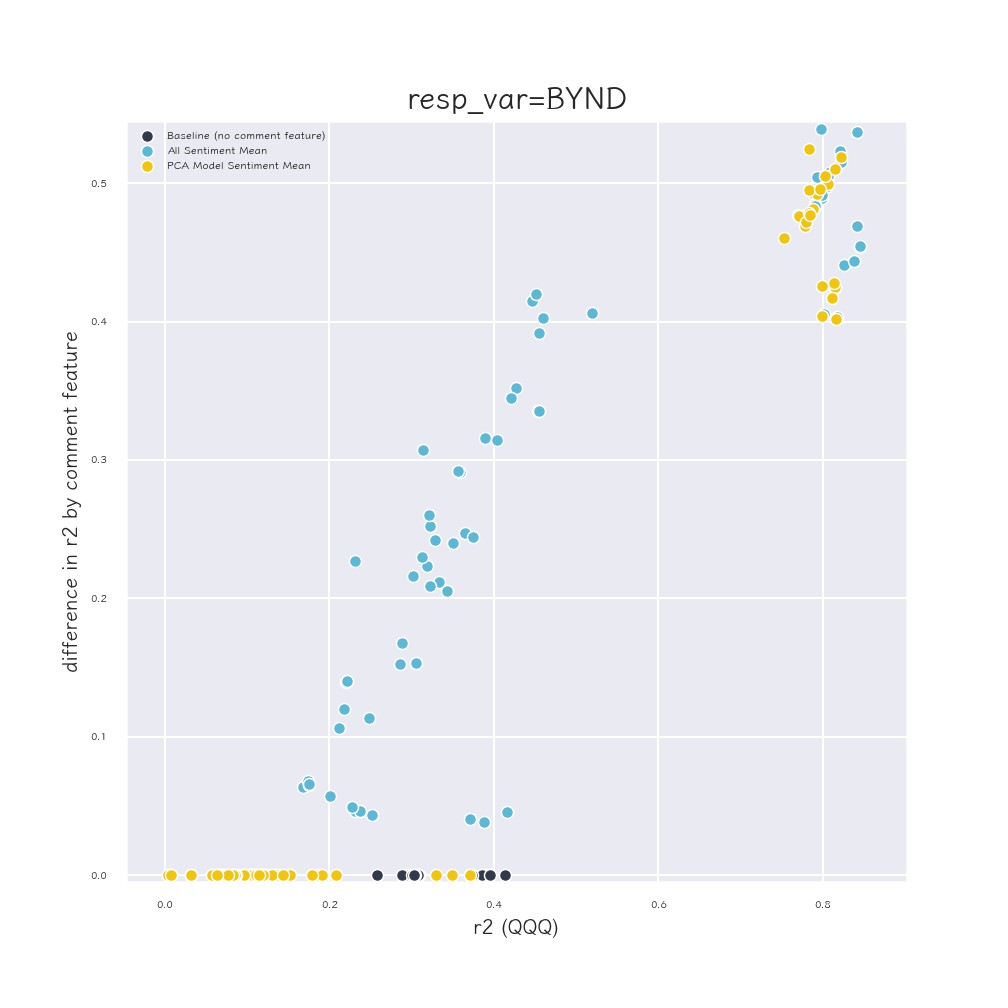 resp_var=BYND
Baseline (no comment feature)
All Sentiment Mean
PCA Model Sentiment Mean
difference in r2 by comment feature
0.5
0.4
0.3
0.2
0.1
0.0
0.0 0.2 0.4 0.6 0.8
r2 (QQQ)